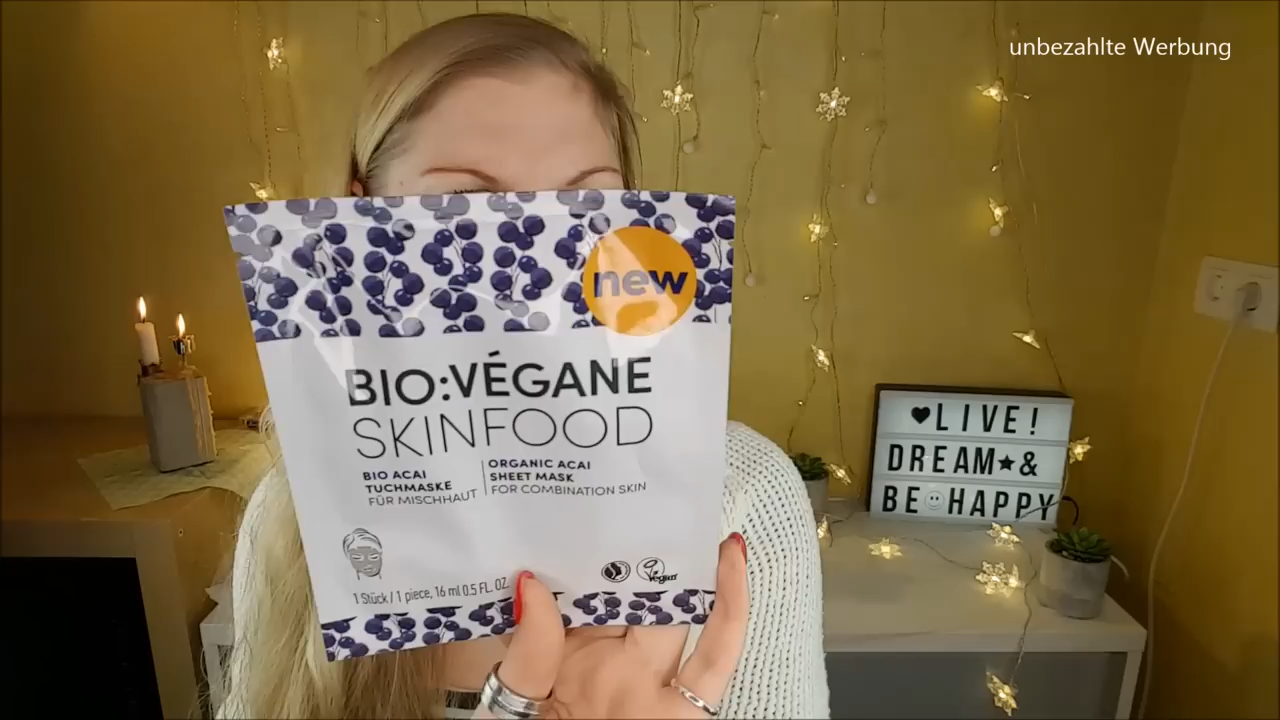 unbezahlte Werbung
new
BIO:VÉGANE
SKINFOOD
BIO ACAI
TUCHMASKE
FÜR MISCHHAUT
ORGANIC ACAI
SHEET MASK
FOR COMBINATION SKIN
Vegan
1 Stück / 1 piece, 16 ml 0.5 FL. OZ.
♥LIVE!
DREAM★&
BE☺HAPPY